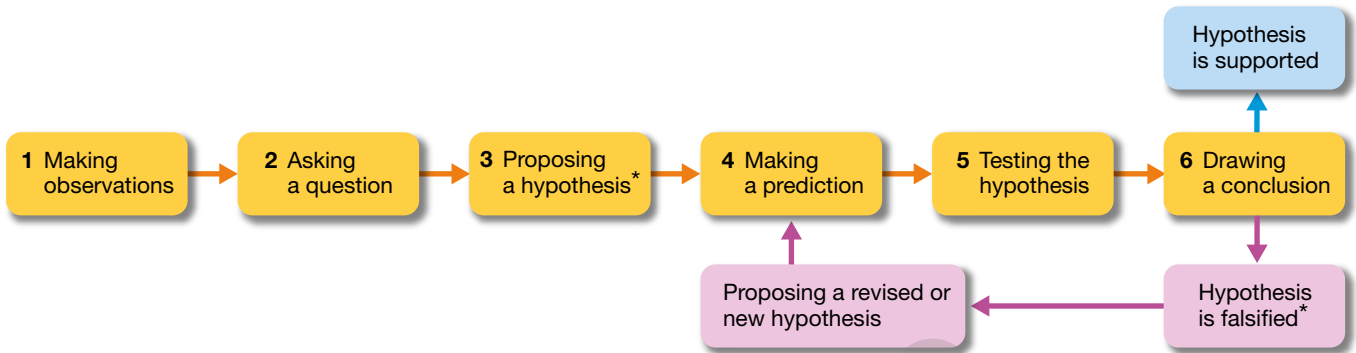 Hypothesis
is supported
1 Making
observations
2 Asking
a question
3 Proposing
a hypothesis*
4 Making
a prediction
5 Testing the
hypothesis
6 Drawing
a conclusion
Proposing a revised or
new hypothesis
Hypothesis
is falsified*